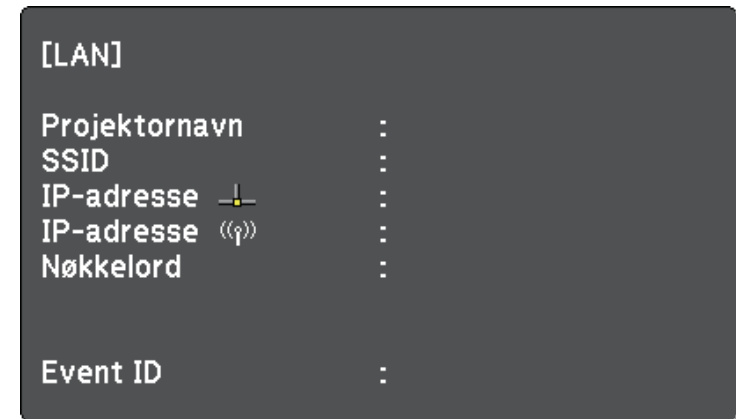 [LAN]
Projektornavn :
SSID :
IP-adresse :
IP-adresse :
Nøkkelord :
Event ID :